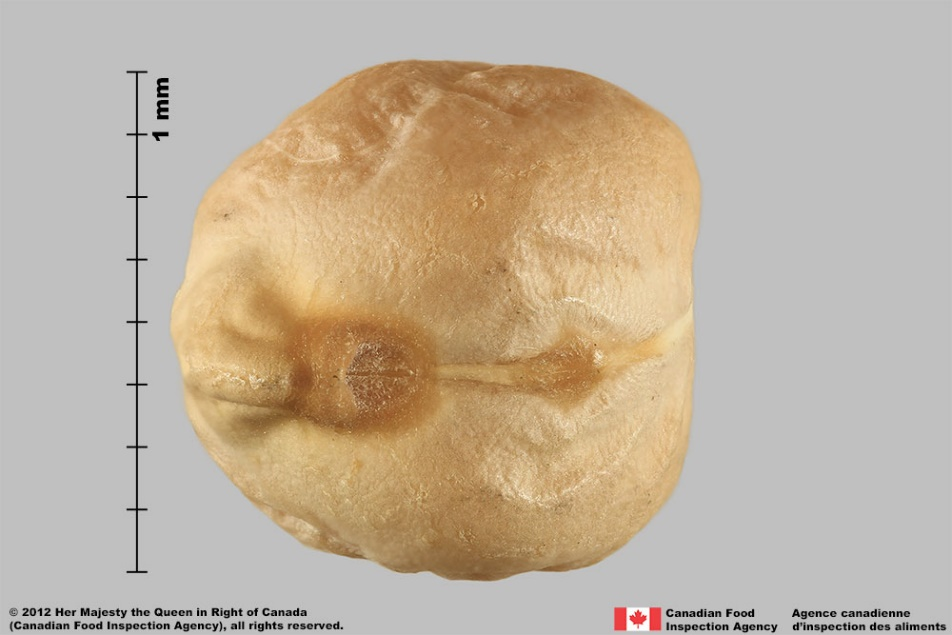 1 mm
© 2012 Her Majesty the Queen in Right of Canada
(Canadian Food Inspection Agency), all rights reserved.
Canadian Food
Inspection Agency
Agence canadienne
d'inspection des aliments